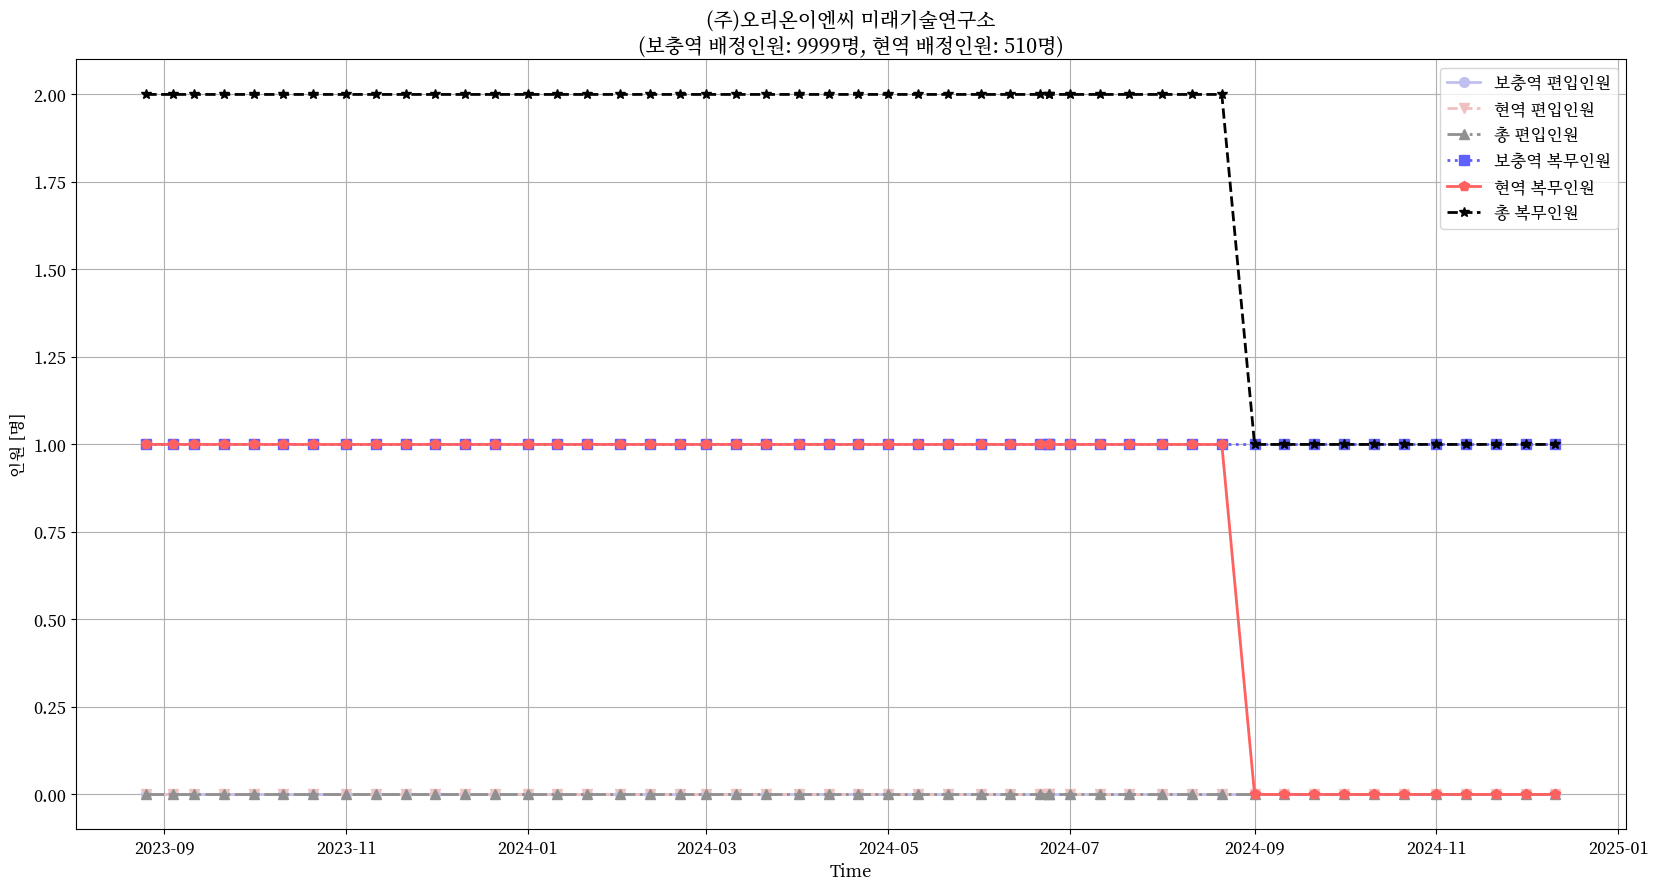 (주)오리온이엔씨 미래기술연구소
(보충역 배정인원: 9999명, 현역 배정인원: 510명)
보충역 편입인원
현역 편입인원
총 편입인원
보충역 복무인원
현역 복무인원
총 복무인원
2.00
1.75
1.50
1.25
1.00
0.75
0.50
0.25
0.00
인원 [명]
2023-09
2023-11
2024-01
2024-03
2024-05
2024-07
2024-09
2024-11
2025-01
Time